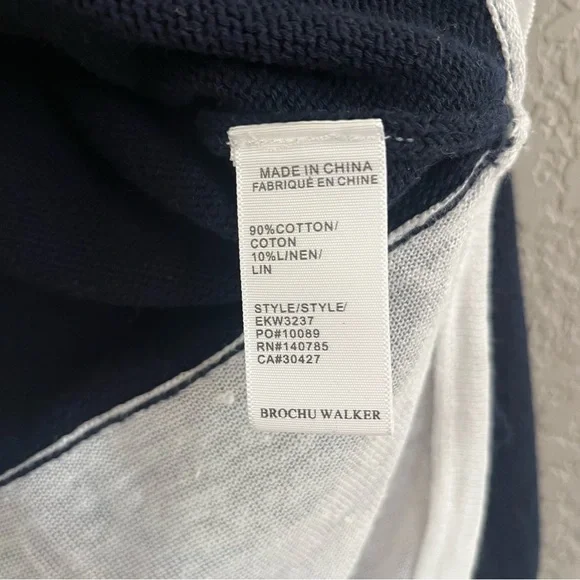 MADE IN CHINA
FABRIQUÉ EN CHINE
90%COTTON/
COTON
10%L/NEN/
LIN
STYLE/STYLE/
EKW3237
PO#10089
RN#140785
CA#30427
BROCHU WALKER